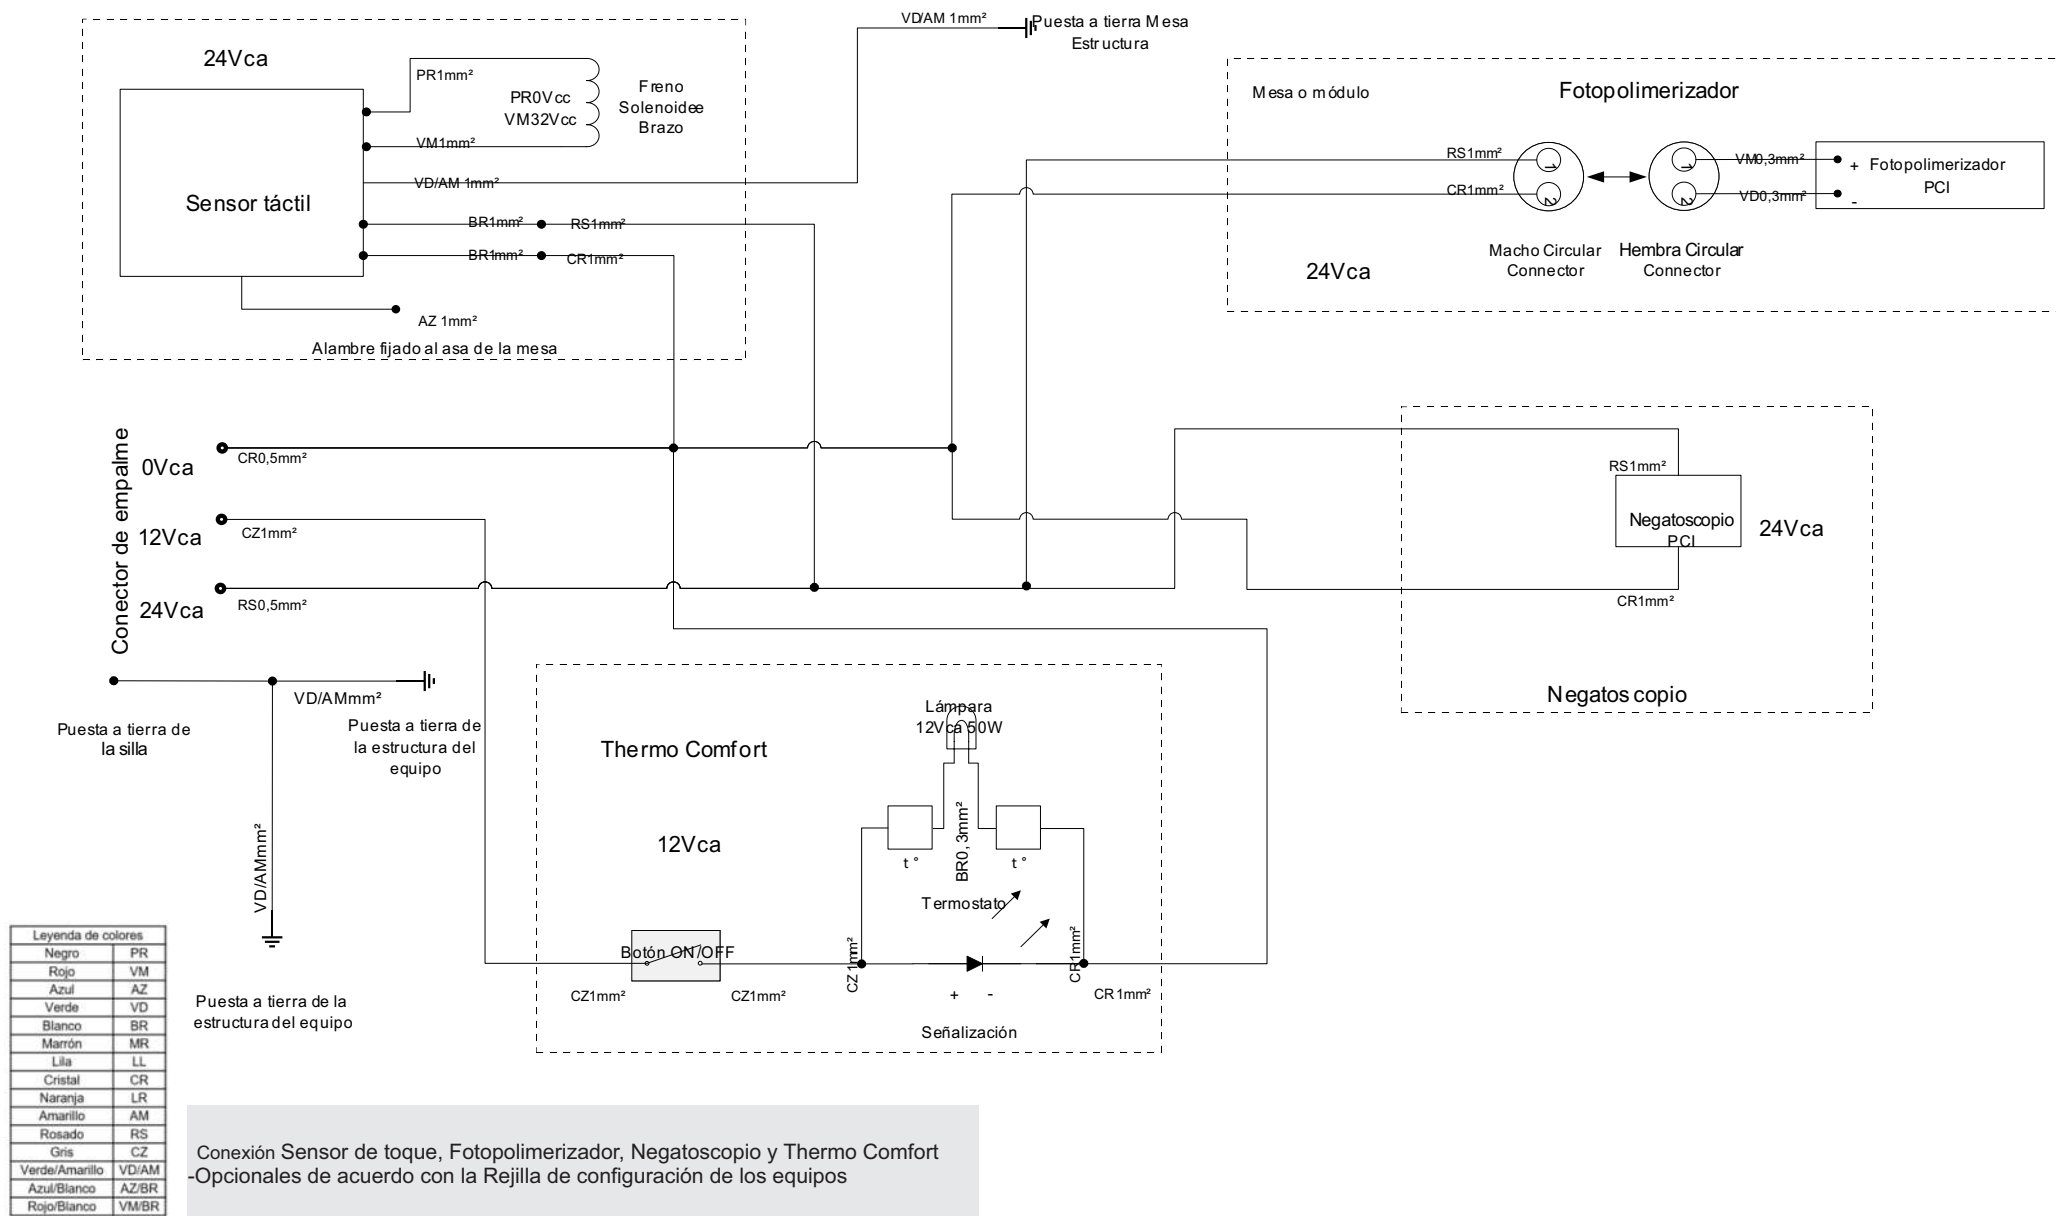 24Vca
PR1mm²
PR0Vcc
VM32Vcc
Freno
Solenoidee
Brazo
VM1mm²
VD/AM 1mm²
Sensor táctil
BR1mm²
RS1mm²
BR1mm²
CR1mm²
AZ 1mm²
Alambre fijado al asa de la mesa
VD/AM 1mm²
Puesta a tierra Mesa
Estructura
Mesa o módulo
Fotopolimerizador
RS1mm²
CR1mm²
1
2
1
2
VM0,3mm²
VD0,3mm²
+ Fotopolimerizador
PCI
-
Macho Circular
Connector
Hembra Circular
Connector
24Vca
Conector de empalme
0Vca
CR0,5mm²
12Vca
CZ1mm²
24Vca
RS0,5mm²
RS1mm²
Negatoscopio
PCI
24Vca
CR1mm²
Negatoscopio
VD/AMmm²
Puesta a tierra de
la silla
Puesta a tierra de
la estructura del
equipo
VD/AMmm²
Puesta a tierra de la
estructura del equipo
Thermo Comfort
12Vca
Lámpara
12Vca 50W
BR0,3mm²
t °
t °
Termostato
Botón ON/OFF
CZ1mm²
CZ1mm²
CZ 1mm²
CR1mm²
+ -
CR1mm²
Señalización
Leyenda de colores
Negro PR
Rojo VM
Azul AZ
Verde VD
Blanco BR
Marrón MR
Lila LL
Cristal CR
Naranja LR
Amarillo AM
Rosado RS
Gris CZ
Verde/Amarillo VD/AM
Azul/Blanco AZ/BR
Rojo/Blanco VM/BR
Conexión Sensor de toque, Fotopolimerizador, Negatoscopio y Thermo Comfort
-Opcionales de acuerdo con la Rejilla de configuración de los equipos